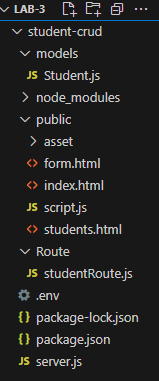 LAB-3
student-crud
models
JS Student.js
node_modules
public
asset
<> form.html
<> index.html
JS script.js
<> students.html
Route
JS studentRoute.js
.env
{} package-lock.json
{} package.json
JS server.js